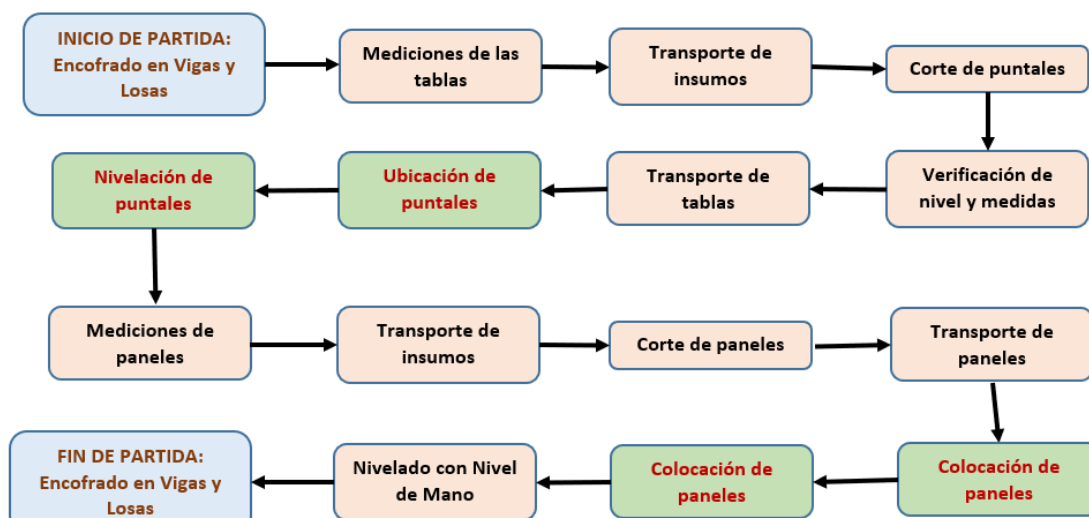 INICIO DE PARTIDA:
Encofrado en Vigas y
Losas
Mediciones de las
tablas
Transporte de
insumos
Corte de puntales
Verificación de
nivel y medidas
Transporte de
tablas
Ubicación de
puntales
Nivelación de
puntales
Mediciones de
paneles
Transporte de
insumos
Corte de paneles
Transporte de
paneles
Colocación de
paneles
Colocación de
paneles
Nivelado con Nivel
de Mano
FIN DE PARTIDA:
Encofrado en Vigas y
Losas